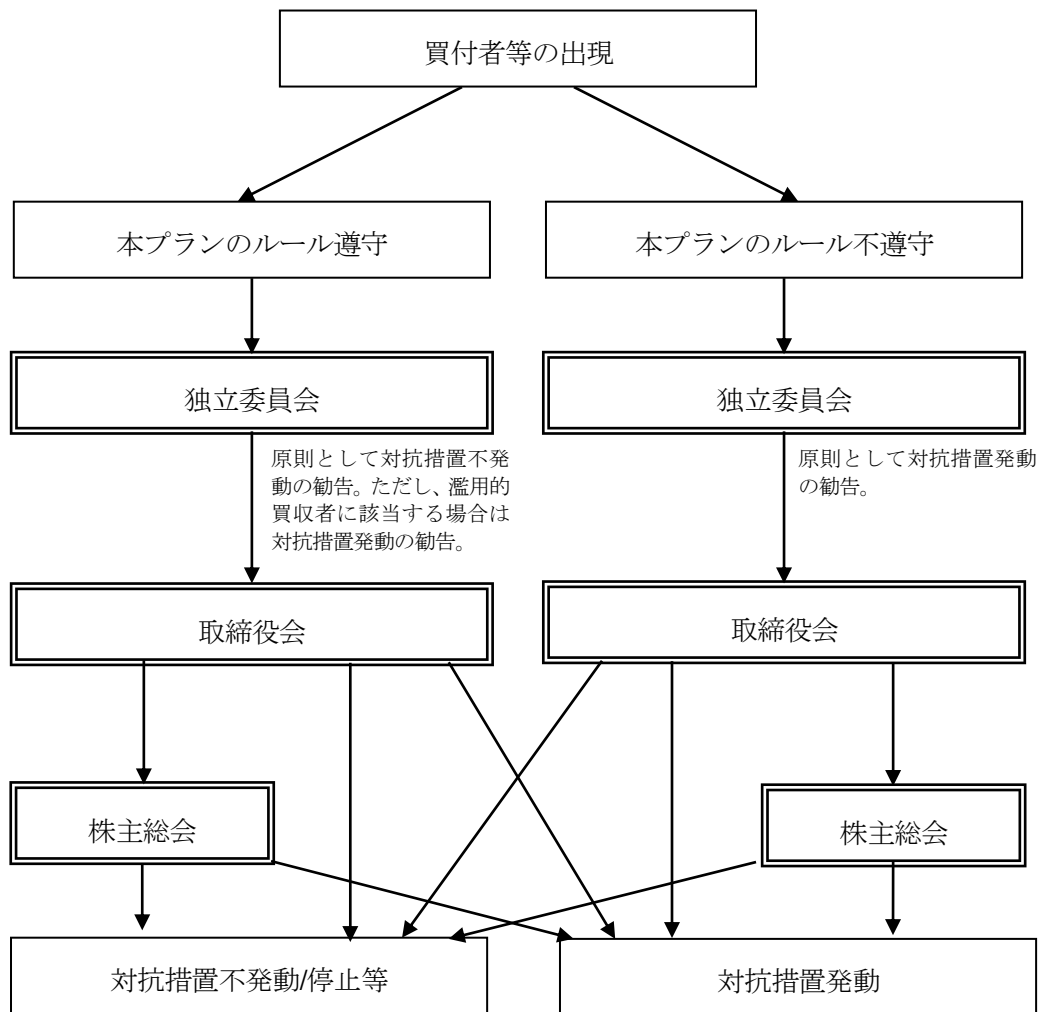 買付者等の出現
本プランのルール遵守
本プランのルール不遵守
独立委員会
独立委員会
原則として対抗措置不発
動の勧告。ただし、濫用的
買収者に該当する場合は
対抗措置発動の勧告。
原則として対抗措置発動
の勧告。
取締役会
取締役会
株主総会
株主総会
対抗措置不発動/停止等
対抗措置発動